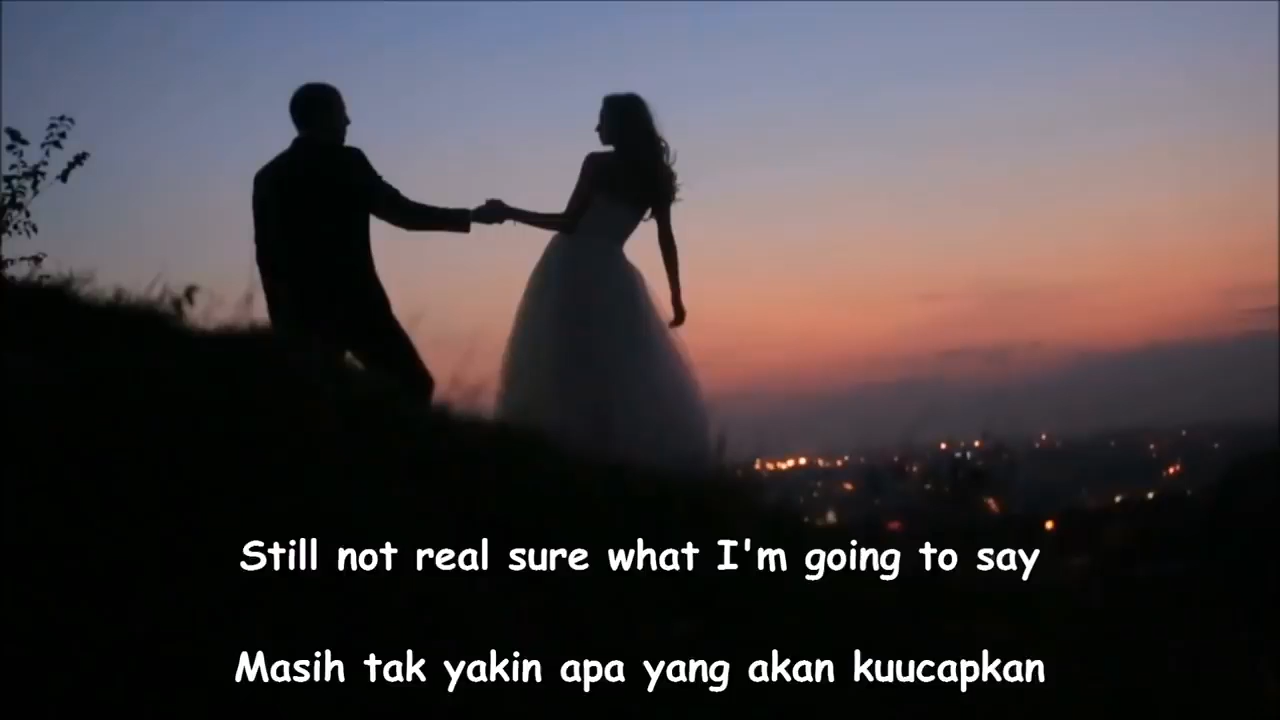 Still not real sure what I'm going to say
Masih tak yakin apa yang akan kuucapkan